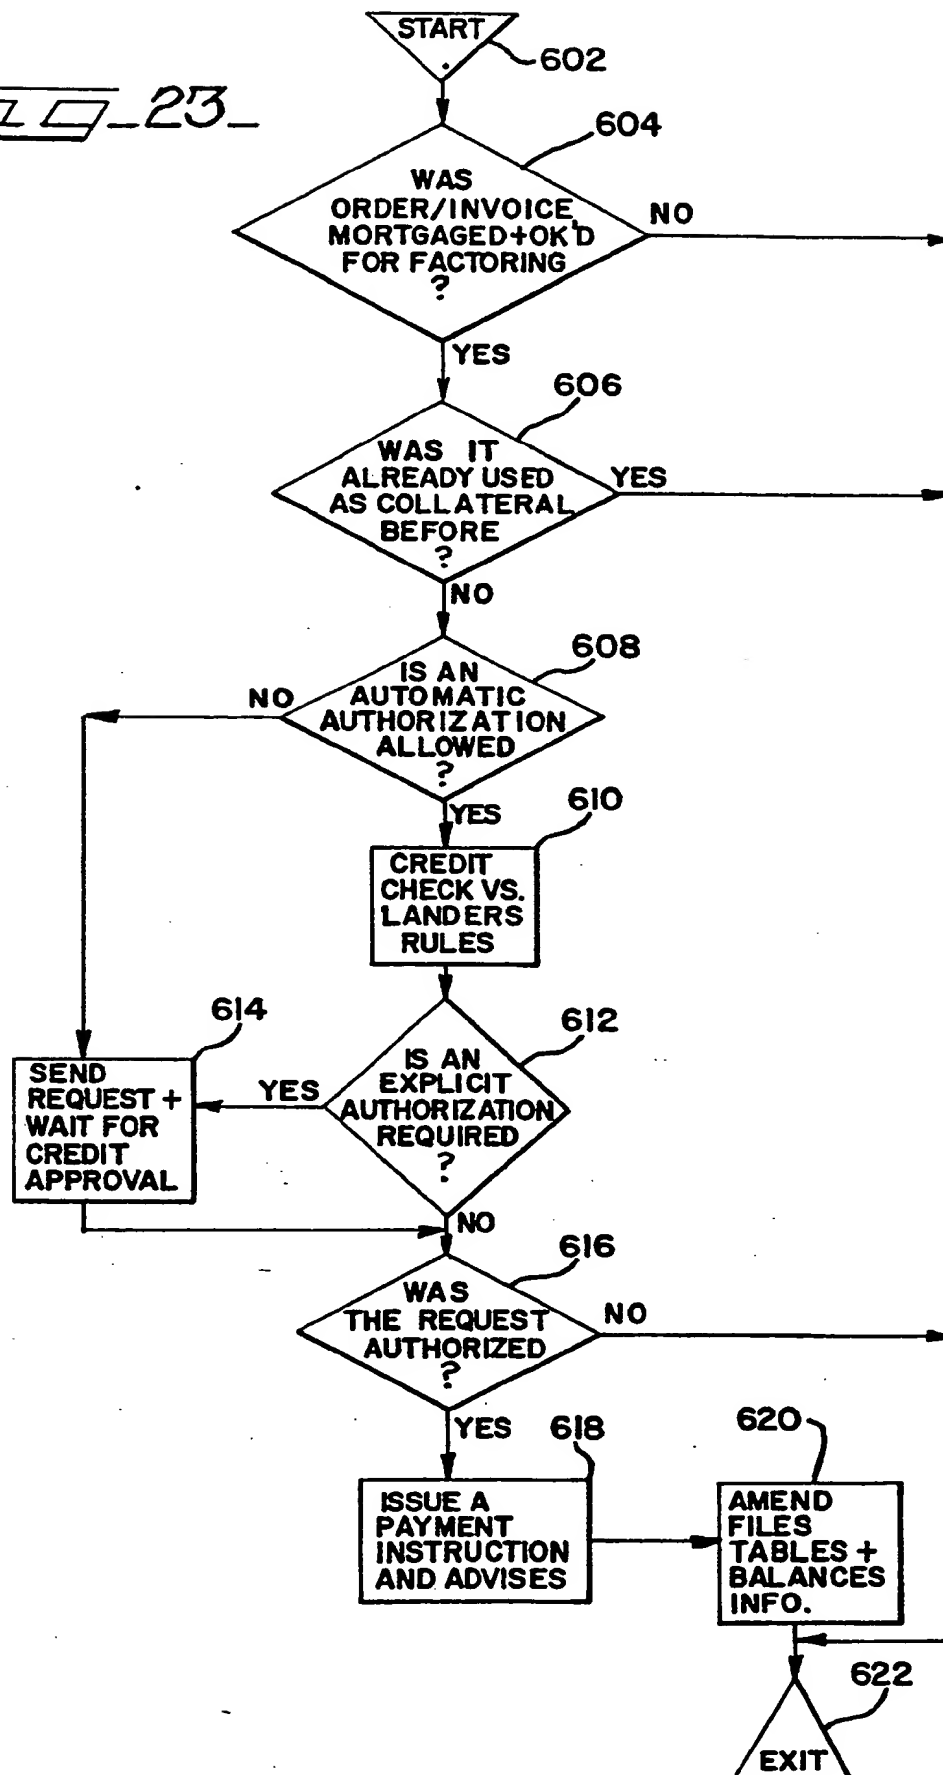 START
602
-23-
604
WAS
ORDER/INVOICE,
MORTGAGED+OK'D
FOR FACTORING
?
NO
YES
606
WAS IT
ALREADY USED
AS COLLATERAL
BEFORE
?
YES
NO
608
IS AN
AUTOMATIC
AUTHORIZATION
ALLOWED
?
NO
YES
610
CREDIT
CHECK VS.
LANDERS
RULES
614
612
SEND
REQUEST +
WAIT FOR
CREDIT
APPROVAL
YES
IS AN
EXPLICIT
AUTHORIZATION
REQUIRED
?
NO
616
WAS
THE REQUEST
AUTHORIZED
?
NO
YES
618
620
ISSUE A
PAYMENT
INSTRUCTION
AND ADVISES
AMEND
FILES
TABLES +
BALANCES
INFO.
622
EXIT